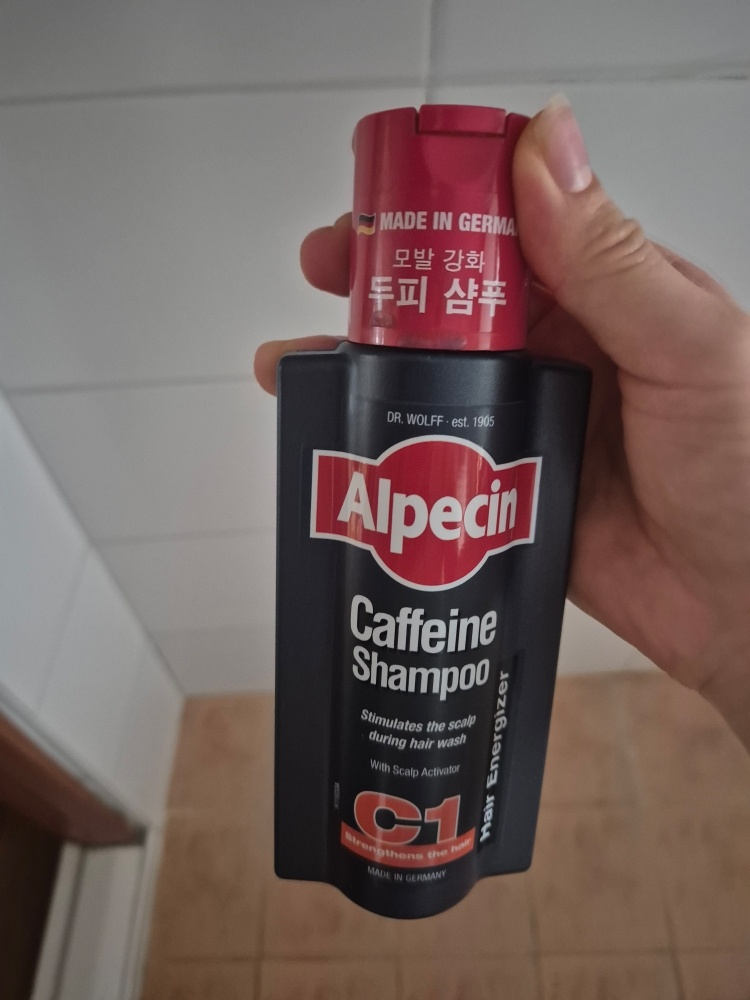 MADE IN GERMA
모발 강화
두피 샴푸
DR. WOLFF · est. 1905
Alpecin
Caffeine
Shampoo
Stimulates the scalp
during hair wash
With Scalp Activator
Hair Energizer
C1
Strengthens the hair
MADE IN GERMANY